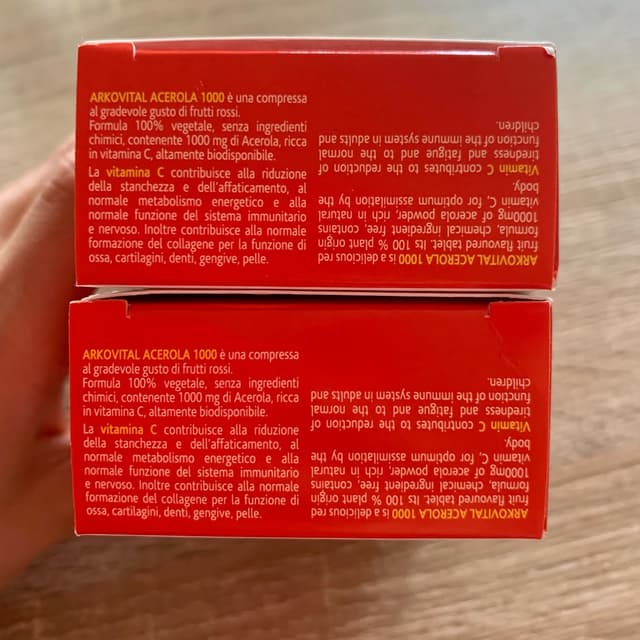 ARKOVITAL ACEROLA 1000 è una compressa
al gradevole gusto di frutti rossi.
Formula 100% vegetale, senza ingredienti
chimici, contenente 1000 mg di Acerola, ricca
in vitamina C, altamente biodisponibile.
La vitamina C contribuisce alla riduzione
della stanchezza e dell'affaticamento, al
normale metabolismo energetico e alla
normale funzione del sistema immunitario
e nervoso. Inoltre contribuisce alla normale
formazione del collagene per la funzione di
ossa, cartilagini, denti, gengive, pelle.
ARKOVITAL ACEROLA 1000 is a delicious red
fruit flavoured tablet Its 100 % plant origin
formula, chemical ingredient free, contains
1000mg of acerola powder, rich in natural
vitamin C, for optimum assimilation by the
body.
Vitamin C contributes to the reduction of
tiredness and fatigue and to the normal
function of the immune system in adults and
children.
ARKOVITAL ACEROLA 1000 è una compressa
al gradevole gusto di frutti rossi.
Formula 100% vegetale, senza ingredienti
chimici, contenente 1000 mg di Acerola, ricca
in vitamina C, altamente biodisponibile.
La vitamina C contribuisce alla riduzione
della stanchezza e dell'affaticamento, al
normale metabolismo energetico e alla
normale funzione del sistema immunitario
e nervoso. Inoltre contribuisce alla normale
formazione del collagene per la funzione di
ossa, cartilagini, denti, gengive, pelle.
ARKOVITAL ACEROLA 1000 is a delicious red
fruit flavoured tablet Its 100 % plant origin
formula, chemical ingredient free, contains
1000mg of acerola powder, rich in natural
vitamin C, for optimum assimilation by the
body.
Vitamin C contributes to the reduction of
tiredness and fatigue and to the normal
function of the immune system in adults and
children.